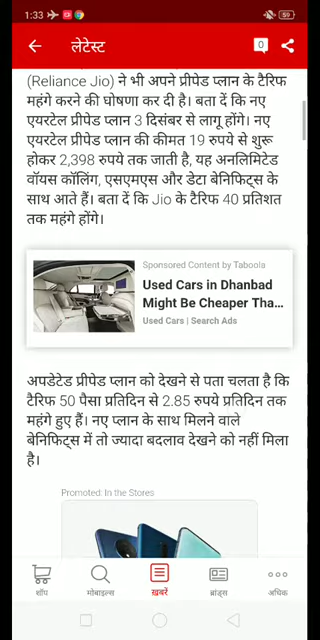 1:33
59
लेटेस्ट
0
(Reliance Jio) ने भी अपने प्रीपेड प्लान के टैरिफ
महंगे करने की घोषणा कर दी है। बता दें कि नए
एयरटेल प्रीपेड प्लान 3 दिसंबर से लागू होंगे। नए
एयरटेल प्रीपेड प्लान की कीमत 19 रुपये से शुरू
होकर 2,398 रुपये तक जाती है, यह अनलिमिटेड
वॉयस कॉलिंग, एसएमएस और डेटा बेनिफिट्स के
साथ आते हैं। बता दें कि Jio के टैरिफ 40 प्रतिशत
तक महंगे होंगे।
Sponsored Content by Taboola
Used Cars in Dhanbad
Might Be Cheaper Tha...
Used Cars | Search Ads
अपडेटेड प्रीपेड प्लान को देखने से पता चलता है कि
टैरिफ 50 पैसा प्रतिदिन से 2.85 रुपये प्रतिदिन तक
महंगे हुए हैं। नए प्लान के साथ मिलने वाले
बेनिफिट्स में तो ज्यादा बदलाव देखने को नहीं मिला
है।
Promoted: In the Stores
शॉप मोबाइल्स ख़बरें ब्रांड्स अधिक